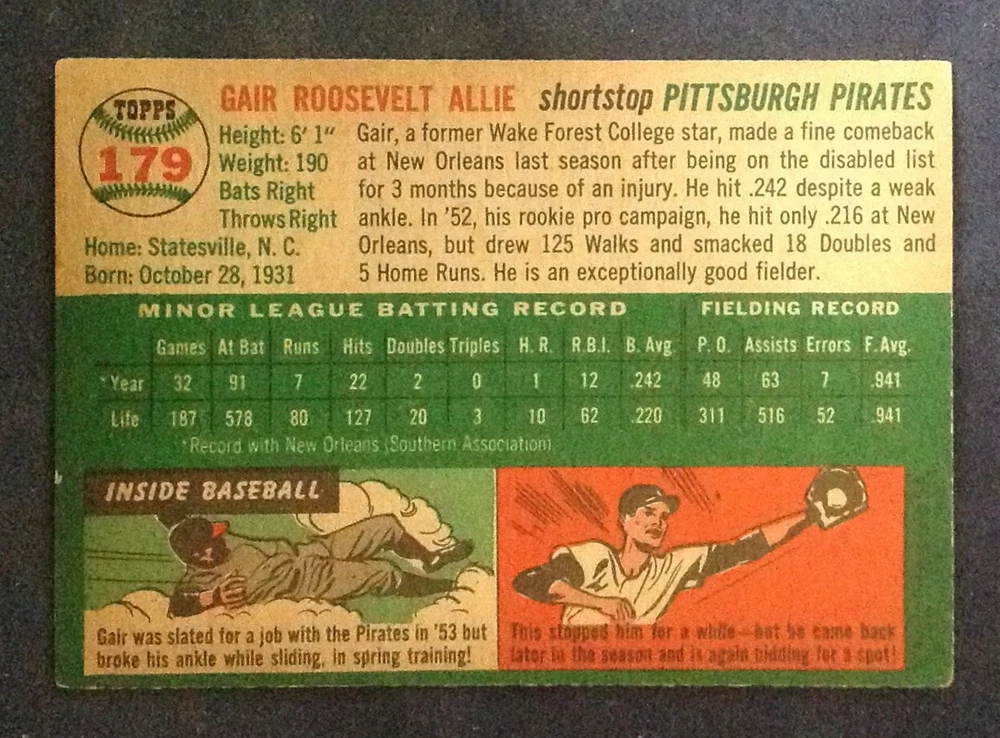 TOPPS
179
GAIR ROOSEVELT ALLIE shortstop PITTSBURGH PIRATES
Height: 6' 1"
Weight: 190
Bats Right
Throws Right
Home: Statesville, N. C.
Born: October 28, 1931
Gair, a former Wake Forest College star, made a fine comeback
at New Orleans last season after being on the disabled list
for 3 months because of an injury. He hit .242 despite a weak
ankle. In '52, his rookie pro campaign, he hit only .216 at New
Orleans, but drew 125 Walks and smacked 18 Doubles and
5 Home Runs. He is an exceptionally good fielder.
MINOR LEAGUE BATTING RECORD FIELDING RECORD
Games At Bat Runs Hits Doubles Triples H. R. R.B.I. B. Avg. P. O. Assists Errors F. Avg.
*Year 32 91 7 22 2 0 1 12 .242 48 63 7 .941
Life 187 578 80 127 20 3 10 62 .220 311 516 52 .941
*Record with New Orleans (Southern Association)
INSIDE BASEBALL
Gair was slated for a job with the Pirates in '53 but
broke his ankle while sliding, in spring training!
This stopped him for a while—but he came back
later in the season and is again bidding for a spot!